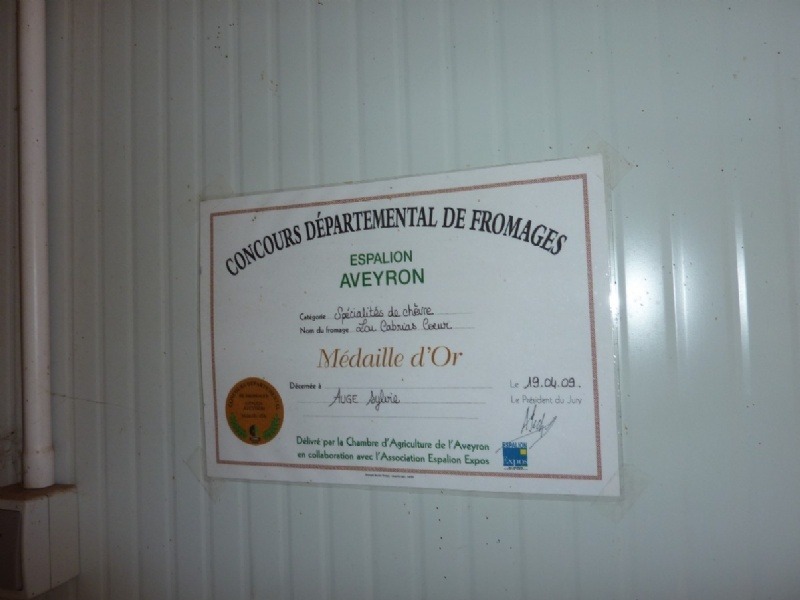 CONCOURS DÉPARTEMENTAL DE FROMAGES
ESPALION
AVEYRON
Catégorie Spécialités de chèvre
Nom du fromage Lou Cabrias Coeur
Médaille d'Or
Décernée à
AUGE Sylvie
Le 19.04.09.
Le Président du Jury
Délivré par la Chambre d'Agriculture de l'Aveyron
en collaboration avec l'Association Espalion Expos
ESPALION
Expos